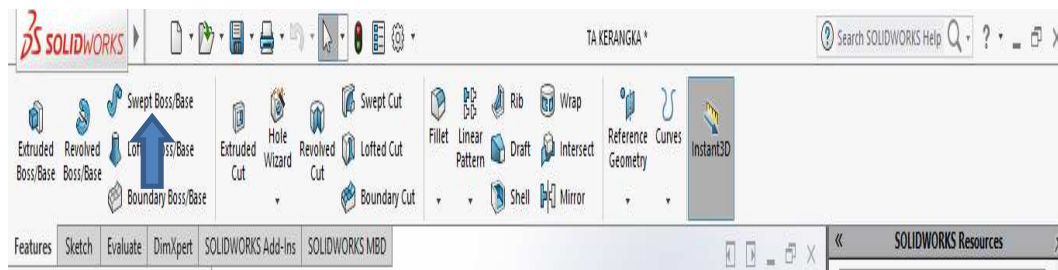 SOLIDWORKS
TA KERANGKA *
Search SOLIDWORKS Help
?
Extruded Boss/Base
Revolved Boss/Base
Swept Boss/Base
Boss/Base
Boundary Boss/Base
Extruded Cut
Hole Wizard
Revolved Cut
Swept Cut
Lofted Cut
Boundary Cut
Fillet
Linear Pattern
Rib
Draft
Shell
Wrap
Intersect
Mirror
Reference Geometry
Curves
Instant3D
Features
Sketch
Evaluate
DimXpert
SOLIDWORKS Add-Ins
SOLIDWORKS MBD
SOLIDWORKS Resources